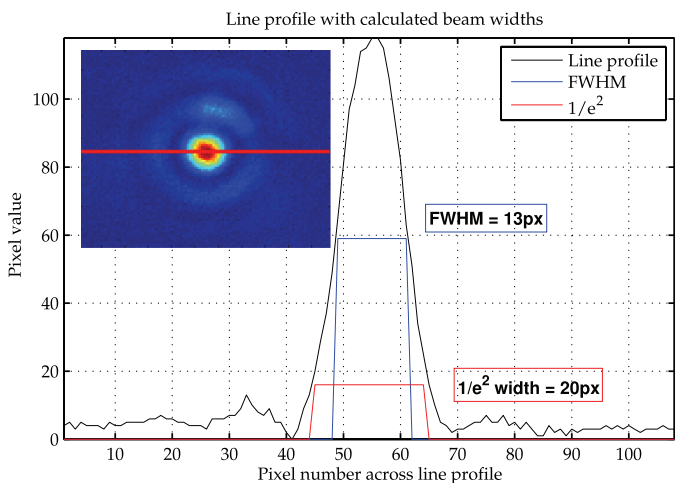 Line profile with calculated beam widths
Line profile
FWHM
1/e²
100
80
60
40
20
0
Pixel value
FWHM = 13px
1/e² width = 20px
10 20 30 40 50 60 70 80 90 100
Pixel number across line profile